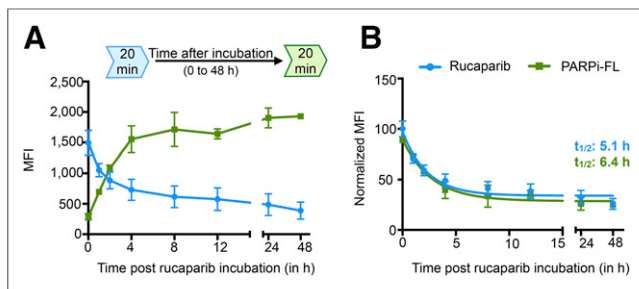 A
20 min
Time after incubation
(0 to 48 h)
20 min
2,500
2,000
1,500
1,000
500
0
MFI
0 4 8 12 24 48
Time post rucaparib incubation (in h)
B
Rucaparib PARPi-FL
150
100
50
0
Normalized MFI
t1/2: 5.1 h
t1/2: 6.4 h
0 5 10 15 24 48
Time post rucaparib incubation (in h)